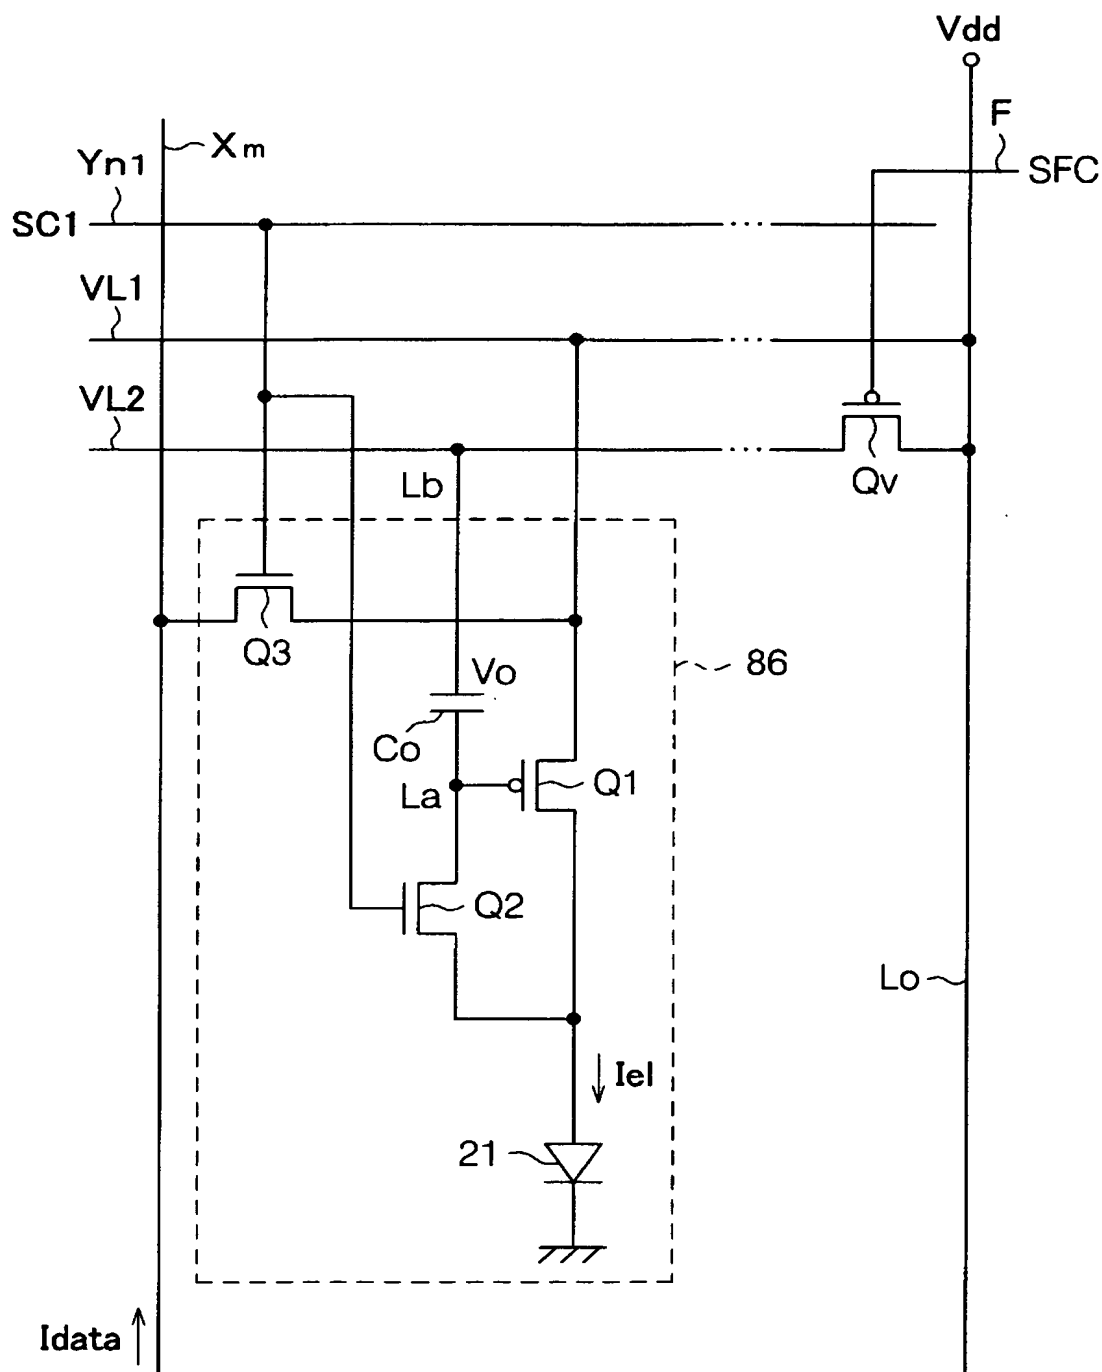 Vdd
F
Xm
SFC
Yn1
SC1
VL1
VL2
Qv
Lb
Q3
86
Vo
Co
Q1
La
Q2
Lo
Iel
21
Idata